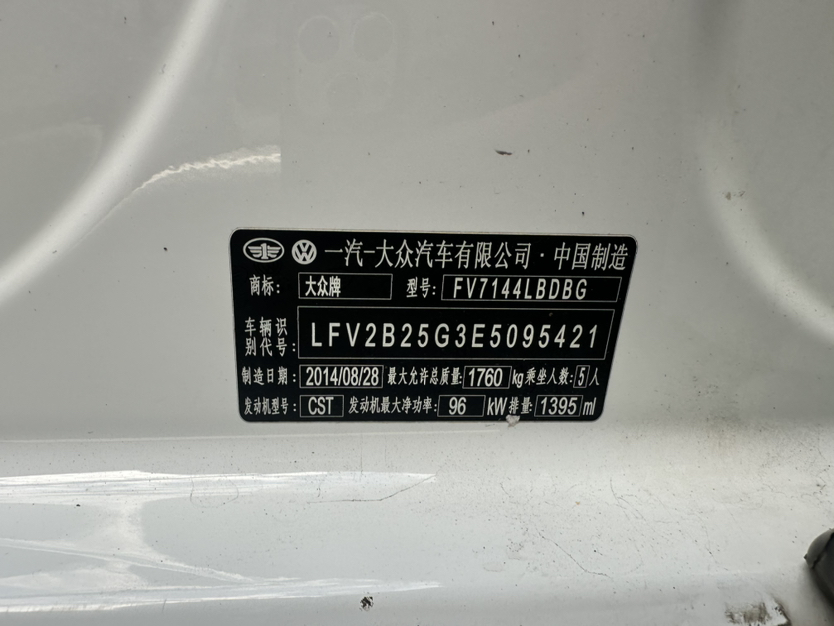 一汽-大众汽车有限公司·中国制造
商标: 大众牌 型号: FV7144LBDBG
车辆识别代号: LFV2B25G3E5095421
制造日期: 2014/08/28 最大允许总质量: 1760 kg 乘坐人数: 5 人
发动机型号: CST 发动机最大净功率: 96 kW 排量: 1395 ml